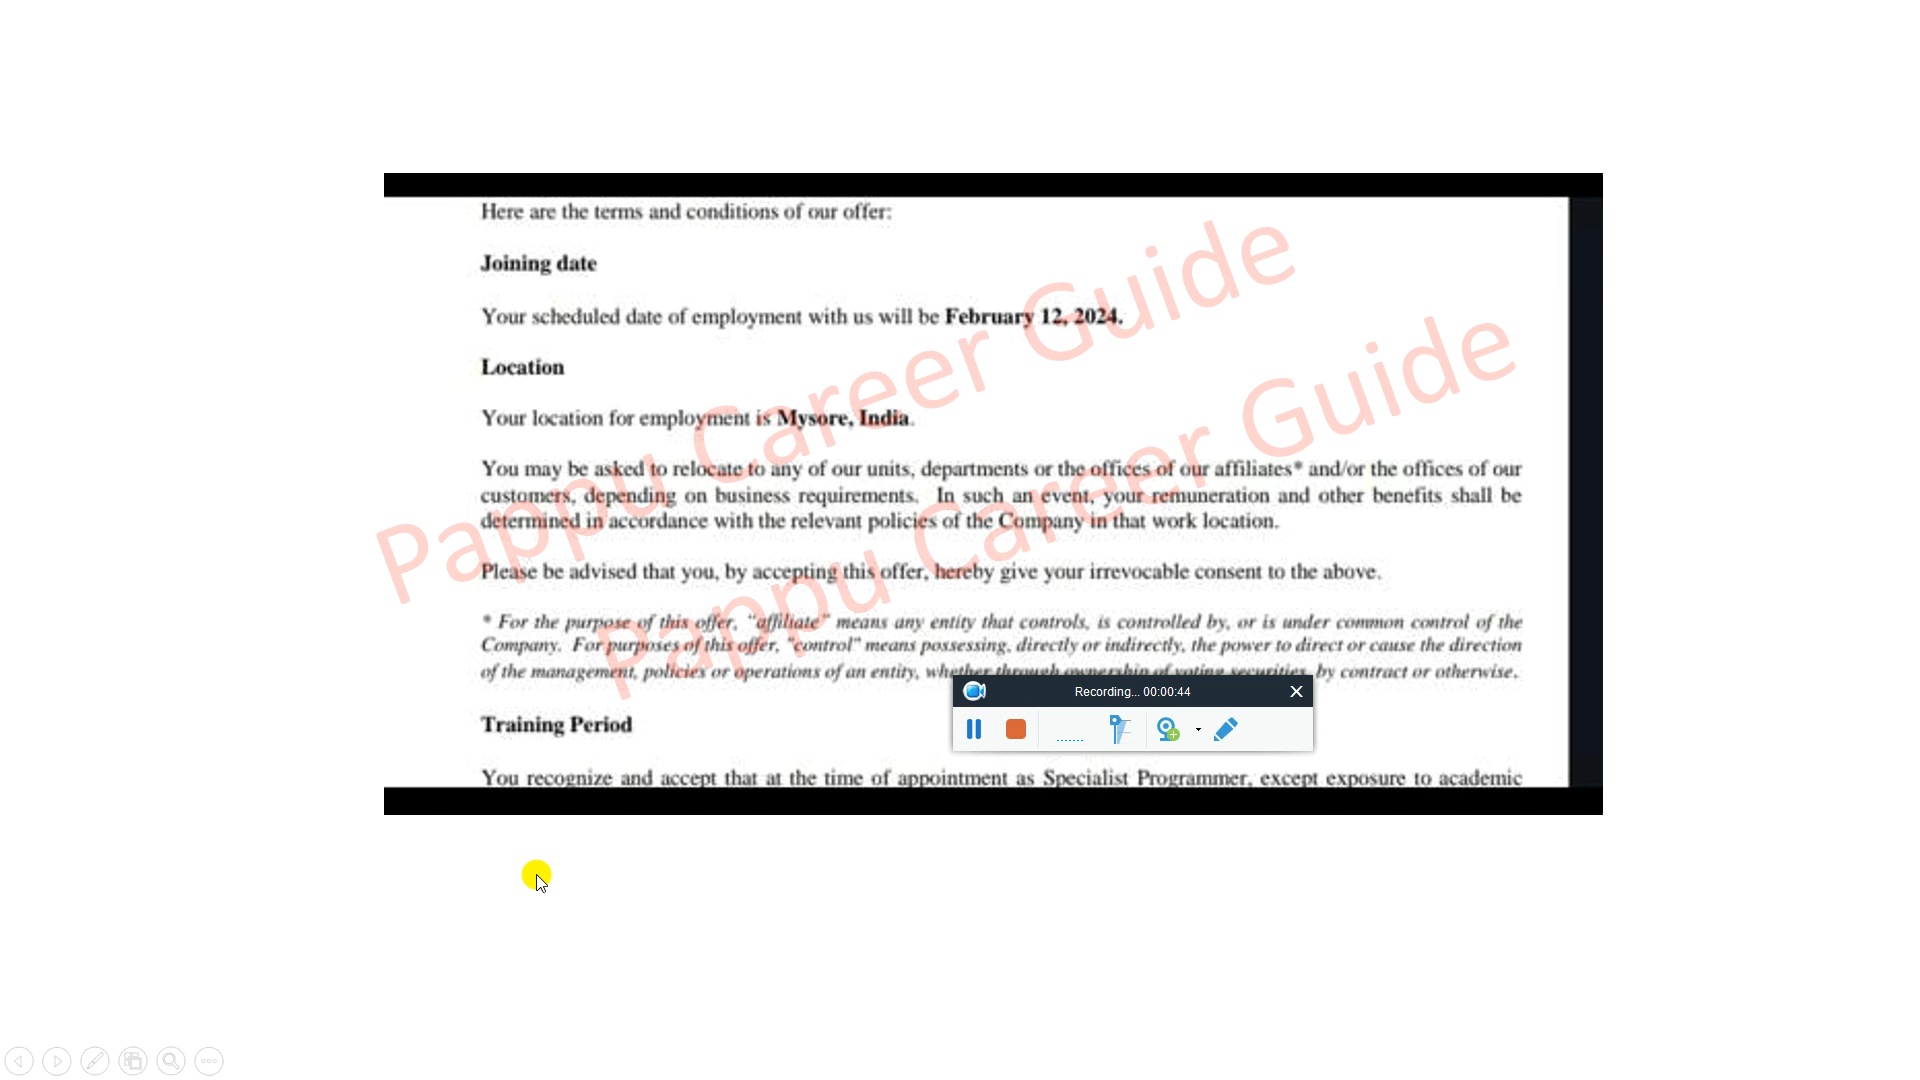 Here are the terms and conditions of our offer:
Joining date
Your scheduled date of employment with us will be February 12, 2024.
Location
Your location for employment is Mysore, India.
You may be asked to relocate to any of our units, departments or the offices of our affiliates* and/or the offices of our
customers, depending on business requirements. In such an event, your remuneration and other benefits shall be
determined in accordance with the relevant policies of the Company in that work location.
Please be advised that you, by accepting this offer, hereby give your irrevocable consent to the above.
* For the purpose of this offer, "affiliate" means any entity that controls, is controlled by, or is under common control of the
Company. For purposes of this offer, "control" means possessing, directly or indirectly, the power to direct or cause the direction
of the management, policies or operations of an entity, whether through ownership of voting securities, by contract or otherwise.
Training Period
You recognize and accept that at the time of appointment as Specialist Programmer, except exposure to academic
Pappu Career Guide
Pappu Career Guide
Recording... 00:00:44